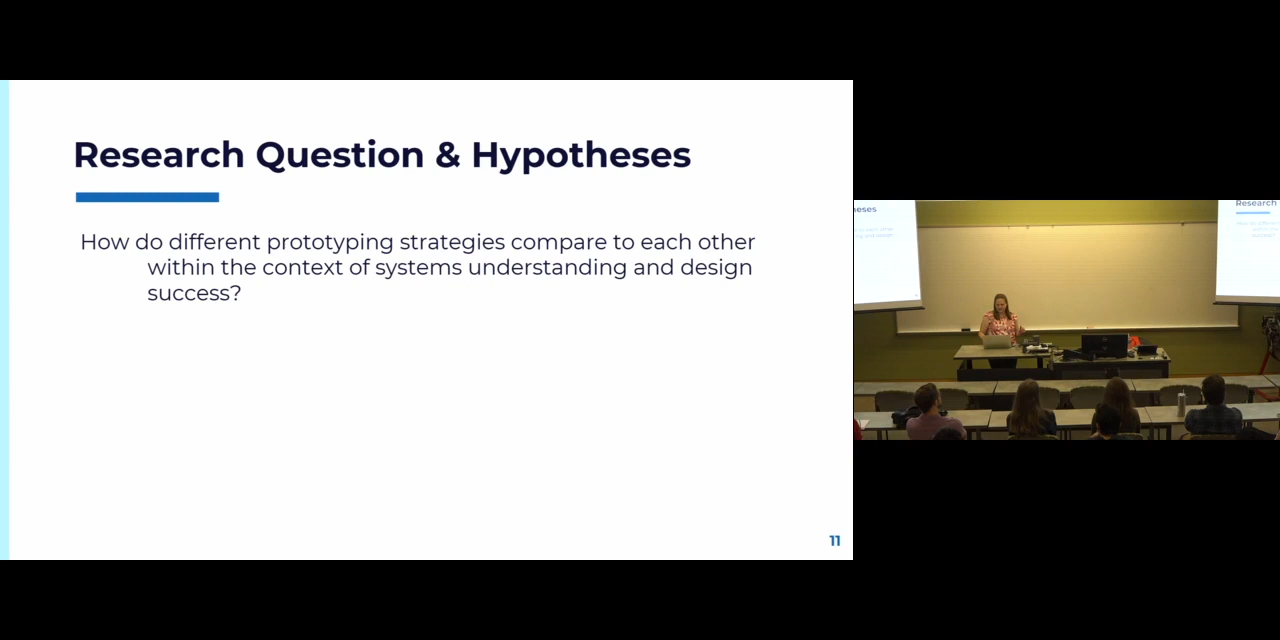 Research Question & Hypotheses
How do different prototyping strategies compare to each other
within the context of systems understanding and design
success?
11
Research